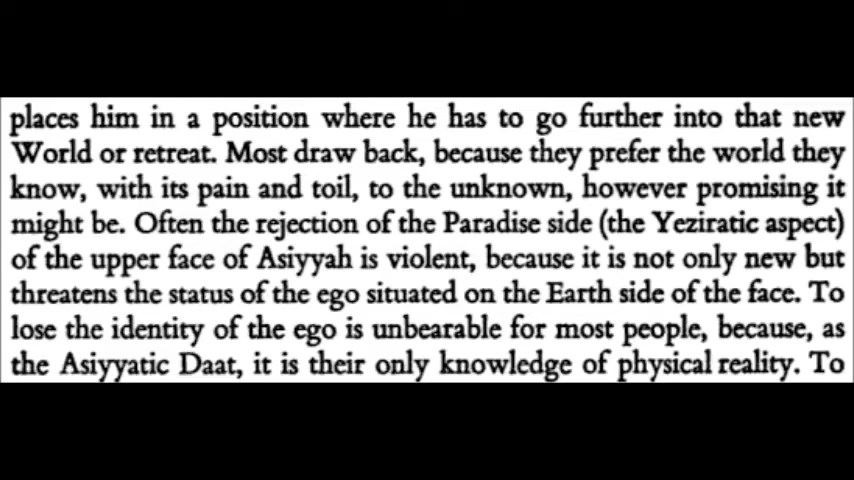 places him in a position where he has to go further into that new
World or retreat. Most draw back, because they prefer the world they
know, with its pain and toil, to the unknown, however promising it
might be. Often the rejection of the Paradise side (the Yeziratic aspect)
of the upper face of Asiyyah is violent, because it is not only new but
threatens the status of the ego situated on the Earth side of the face. To
lose the identity of the ego is unbearable for most people, because, as
the Asiyyatic Daat, it is their only knowledge of physical reality. To